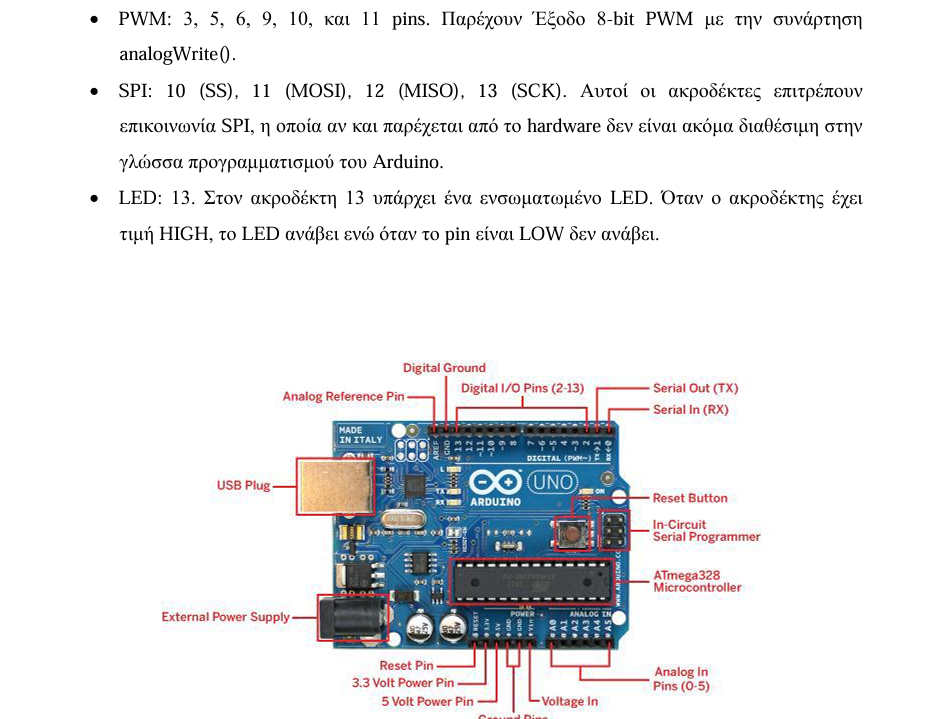 • PWM: 3, 5, 6, 9, 10, και 11 pins. Παρέχουν Έξοδο 8-bit PWM με την συνάρτηση
analogWrite().
• SPI: 10 (SS), 11 (MOSI), 12 (MISO), 13 (SCK). Αυτοί οι ακροδέκτες επιτρέπουν
επικοινωνία SPI, η οποία αν και παρέχεται από το hardware δεν είναι ακόμα διαθέσιμη στην
γλώσσα προγραμματισμού του Arduino.
• LED: 13. Στον ακροδέκτη 13 υπάρχει ένα ενσωματωμένο LED. Όταν ο ακροδέκτης έχει
τιμή HIGH, το LED ανάβει ενώ όταν το pin είναι LOW δεν ανάβει.
Digital Ground
Digital I/O Pins (2-13)
Serial Out (TX)
Analog Reference Pin
Serial In (RX)
MADE
IN ITALY
AREF
GND
13
12
~11
~10
~9
8
7
~6
~5
4
~3
2
TX→1
RX←0
DIGITAL (PWM~)
L
TX
RX
ARDUINO
UNO
ON
USB Plug
Reset Button
In-Circuit
Serial Programmer
ATmega328
Microcontroller
External Power Supply
POWER
ANALOG IN
RESET
3.3V
5V
GND
GND
Vin
A0
A1
A2
A3
A4
A5
Reset Pin
3.3 Volt Power Pin
5 Volt Power Pin
Ground Pins
Voltage In
Analog In
Pins (0-5)